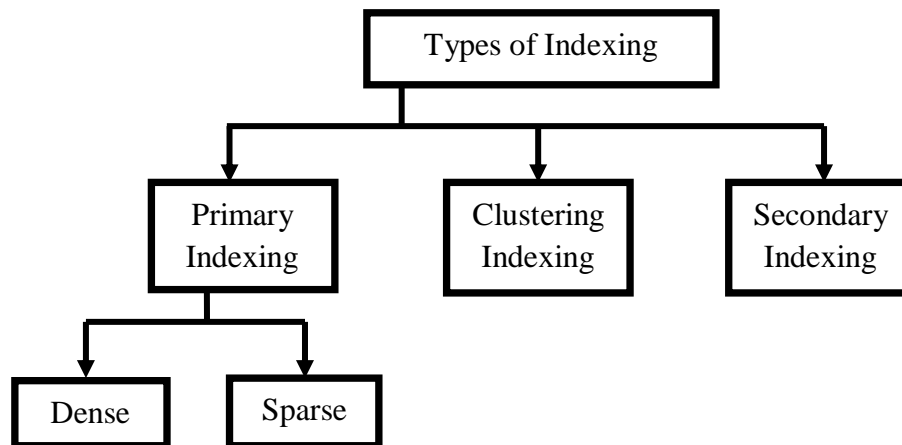 Types of Indexing
Primary
Indexing
Clustering
Indexing
Secondary
Indexing
Dense
Sparse